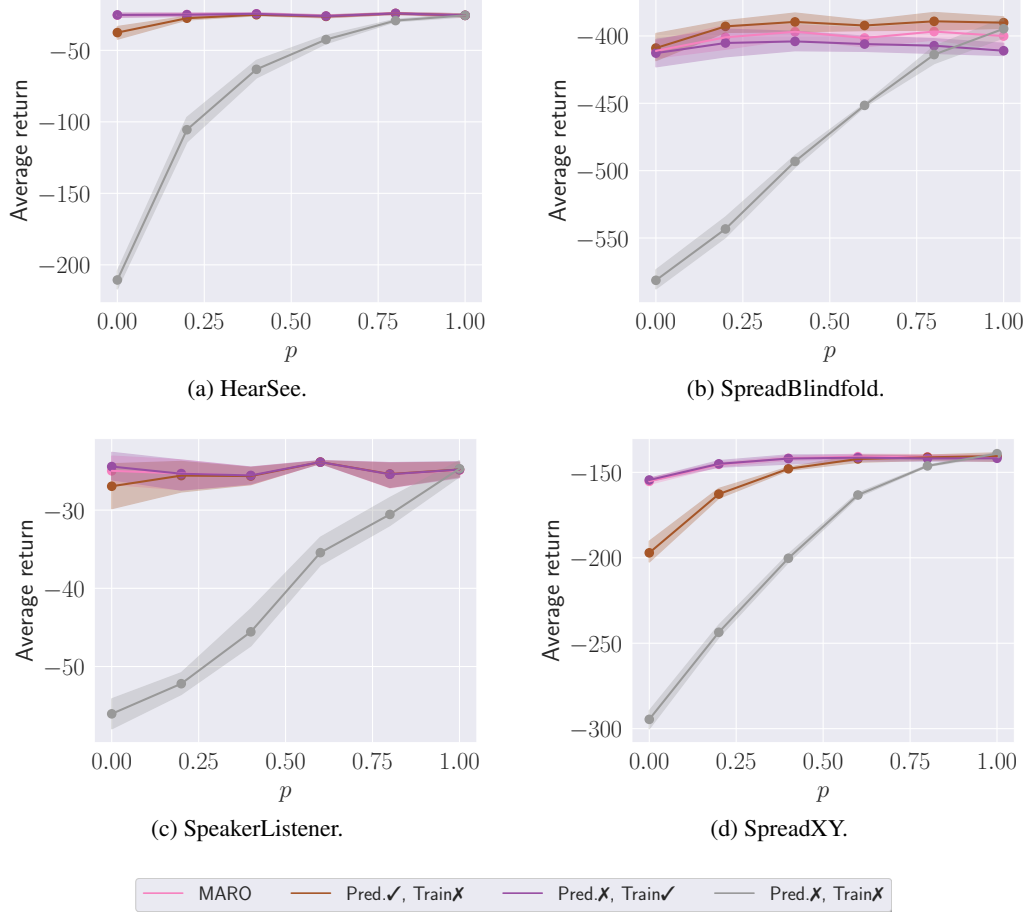 −50
−100
−150
−200
Average return
0.00 0.25 0.50 0.75 1.00
p
(a) HearSee.
−400
−450
−500
−550
Average return
0.00 0.25 0.50 0.75 1.00
p
(b) SpreadBlindfold.
−30
−40
−50
Average return
0.00 0.25 0.50 0.75 1.00
p
(c) SpeakerListener.
−150
−200
−250
−300
Average return
0.00 0.25 0.50 0.75 1.00
p
(d) SpreadXY.
MARO Pred.✓, Train✗ Pred.✗, Train✓ Pred.✗, Train✗